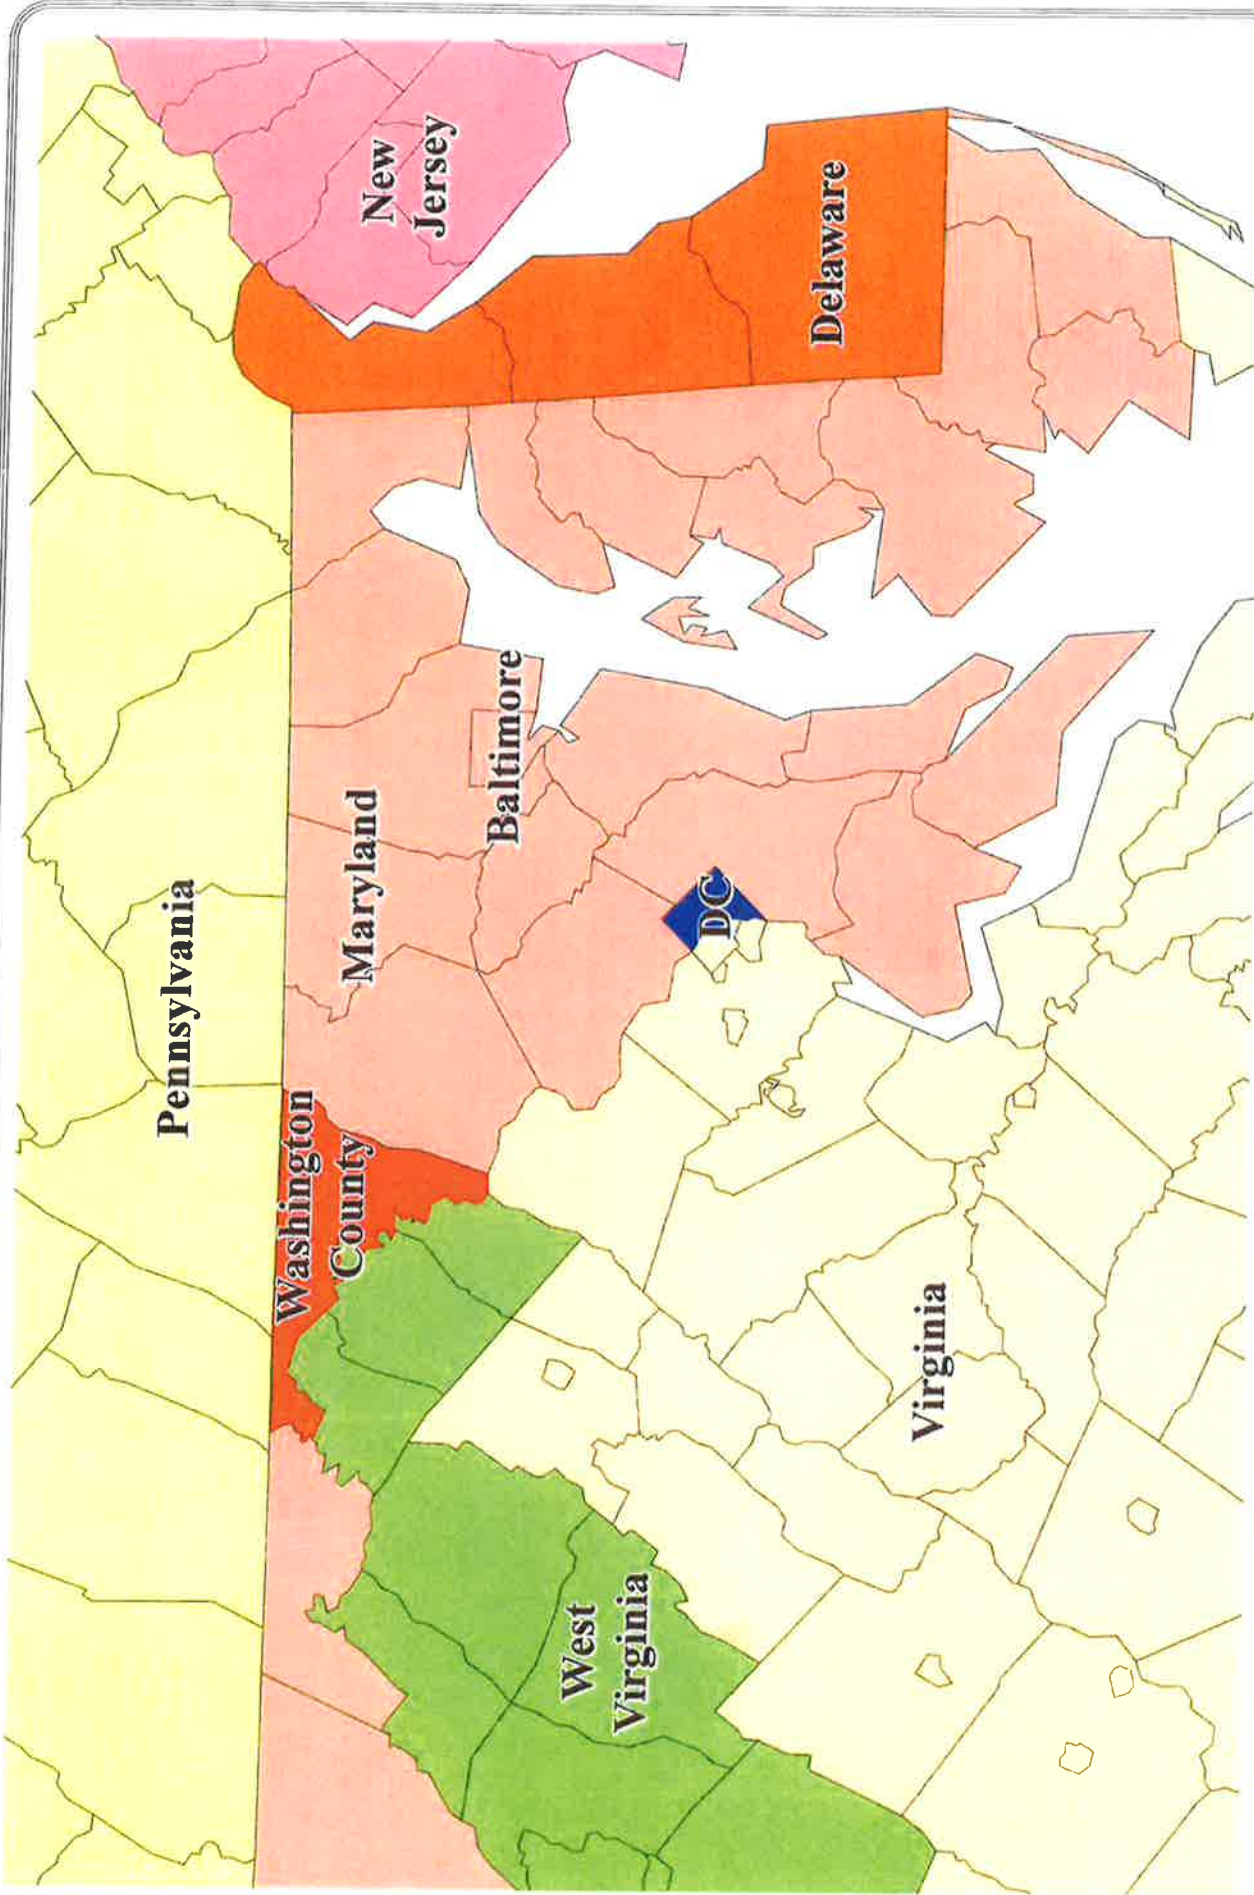 Pennsylvania
New
Jersey
Maryland
Washington
County
Baltimore
Delaware
DC
West
Virginia
Virginia